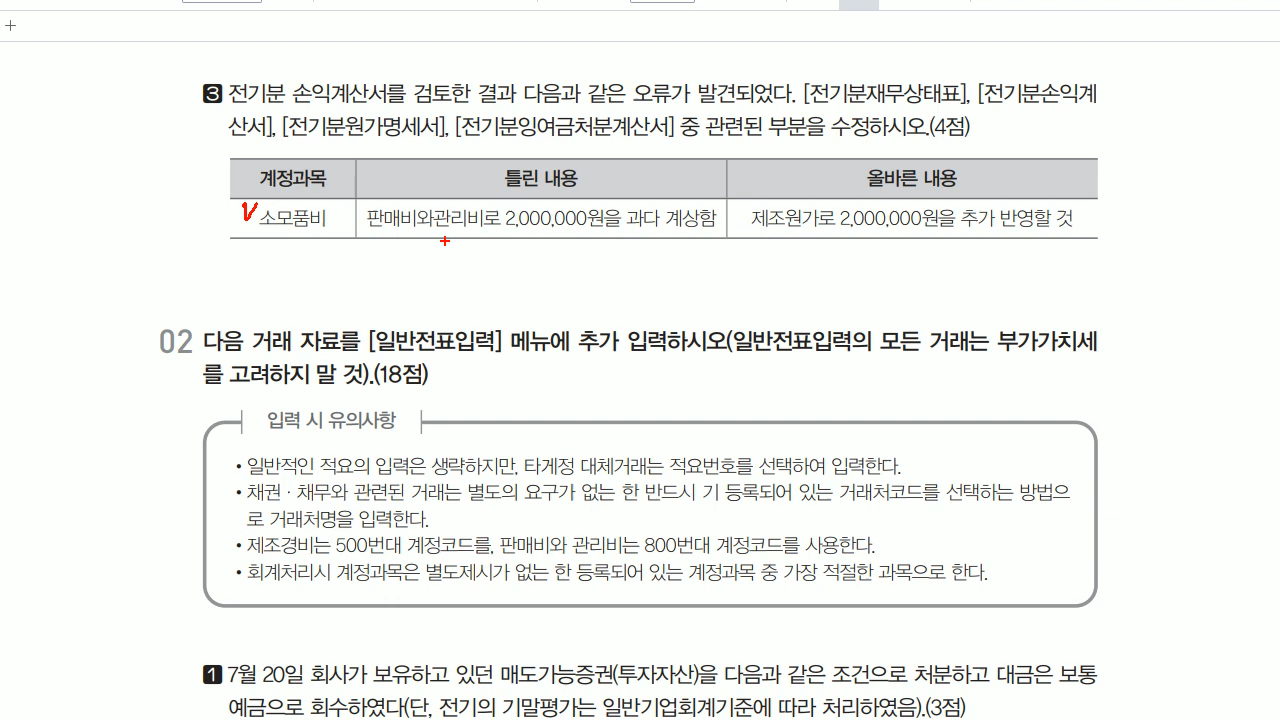 3 전기분 손익계산서를 검토한 결과 다음과 같은 오류가 발견되었다. [전기분재무상태표], [전기분손익계
산서], [전기분원가명세서], [전기분잉여금처분계산서] 중 관련된 부분을 수정하시오.(4점)
계정과목 틀린 내용 올바른 내용
소모품비 판매비와관리비로 2,000,000원을 과다 계상함 제조원가로 2,000,000원을 추가 반영할 것
02 다음 거래 자료를 [일반전표입력] 메뉴에 추가 입력하시오(일반전표입력의 모든 거래는 부가가치세
를 고려하지 말 것).(18점)
입력 시 유의사항
• 일반적인 적요의 입력은 생략하지만, 타계정 대체거래는 적요번호를 선택하여 입력한다.
• 채권 · 채무와 관련된 거래는 별도의 요구가 없는 한 반드시 기 등록되어 있는 거래처코드를 선택하는 방법으
로 거래처명을 입력한다.
• 제조경비는 500번대 계정코드를, 판매비와 관리비는 800번대 계정코드를 사용한다.
• 회계처리시 계정과목은 별도제시가 없는 한 등록되어 있는 계정과목 중 가장 적절한 과목으로 한다.
1 7월 20일 회사가 보유하고 있던 매도가능증권(투자자산)을 다음과 같은 조건으로 처분하고 대금은 보통
예금으로 회수하였다(단, 전기의 기말평가는 일반기업회계기준에 따라 처리하였음).(3점)